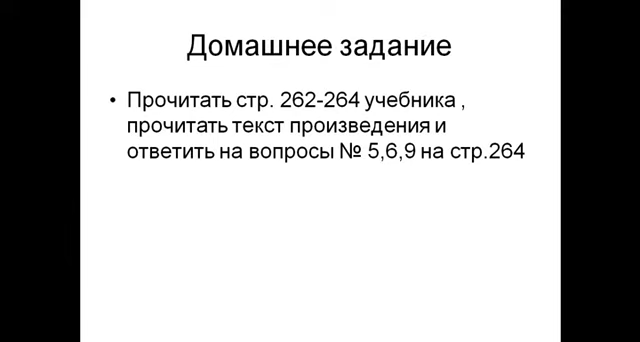 Домашнее задание
• Прочитать стр. 262-264 учебника ,
прочитать текст произведения и
ответить на вопросы № 5,6,9 на стр.264